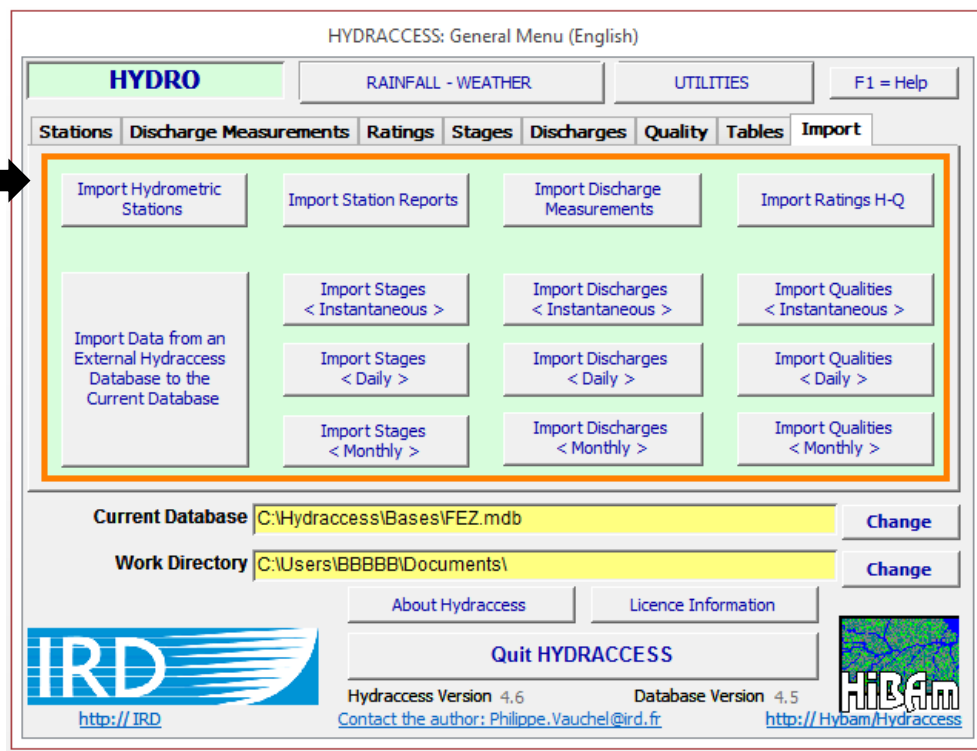 HYDRACCESS: General Menu (English)
HYDRO RAINFALL - WEATHER UTILITIES F1 = Help
Stations Discharge Measurements Ratings Stages Discharges Quality Tables Import
Import Hydrometric
Stations
Import Station Reports
Import Discharge
Measurements
Import Ratings H-Q
Import Data from an
External Hydraccess
Database to the
Current Database
Import Stages
< Instantaneous >
Import Discharges
< Instantaneous >
Import Qualities
< Instantaneous >
Import Stages
< Daily >
Import Discharges
< Daily >
Import Qualities
< Daily >
Import Stages
< Monthly >
Import Discharges
< Monthly >
Import Qualities
< Monthly >
Current Database C:\Hydraccess\Bases\FEZ.mdb Change
Work Directory C:\Users\BBBBB\Documents\ Change
About Hydraccess Licence Information
IRD
Quit HYDRACCESS
HiBAm
Hydraccess Version 4.6 Database Version 4.5
http:// IRD Contact the author: Philippe.Vauchel@ird.fr http:// Hybam/Hydraccess